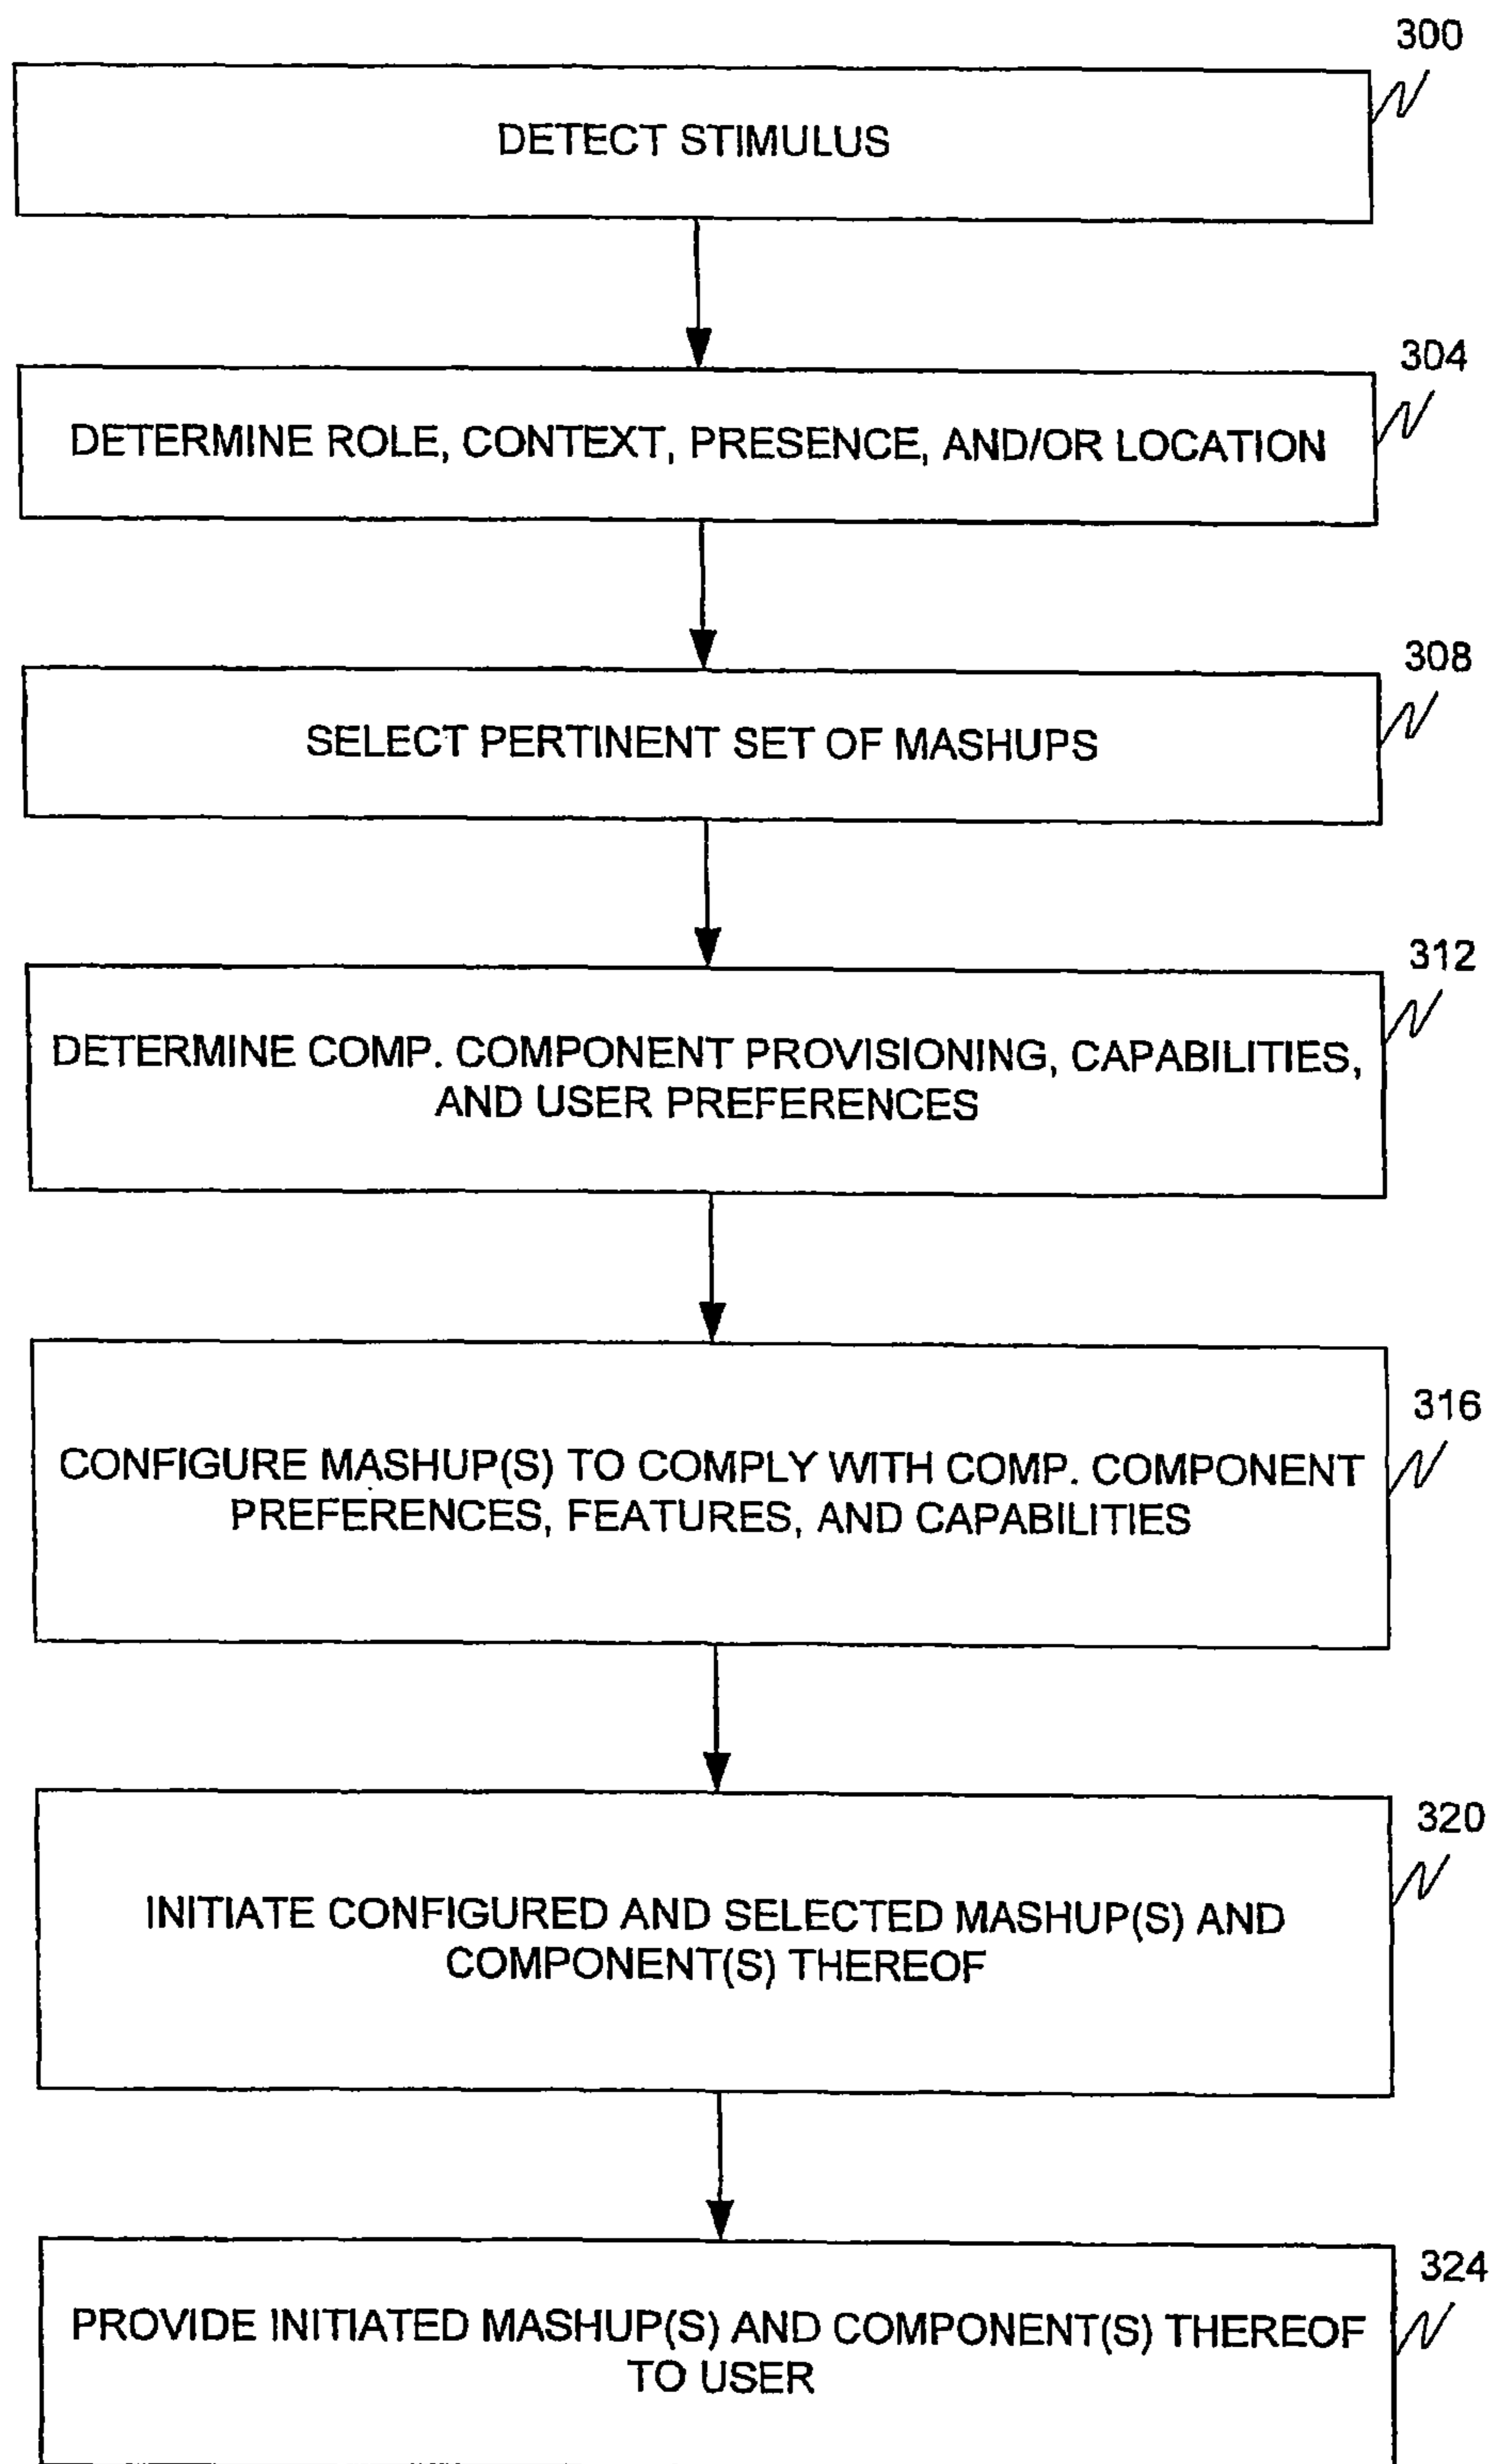 300
DETECT STIMULUS
304
DETERMINE ROLE, CONTEXT, PRESENCE, AND/OR LOCATION
308
SELECT PERTINENT SET OF MASHUPS
312
DETERMINE COMP. COMPONENT PROVISIONING, CAPABILITIES,
AND USER PREFERENCES
316
CONFIGURE MASHUP(S) TO COMPLY WITH COMP. COMPONENT
PREFERENCES, FEATURES, AND CAPABILITIES
320
INITIATE CONFIGURED AND SELECTED MASHUP(S) AND
COMPONENT(S) THEREOF
324
PROVIDE INITIATED MASHUP(S) AND COMPONENT(S) THEREOF
TO USER